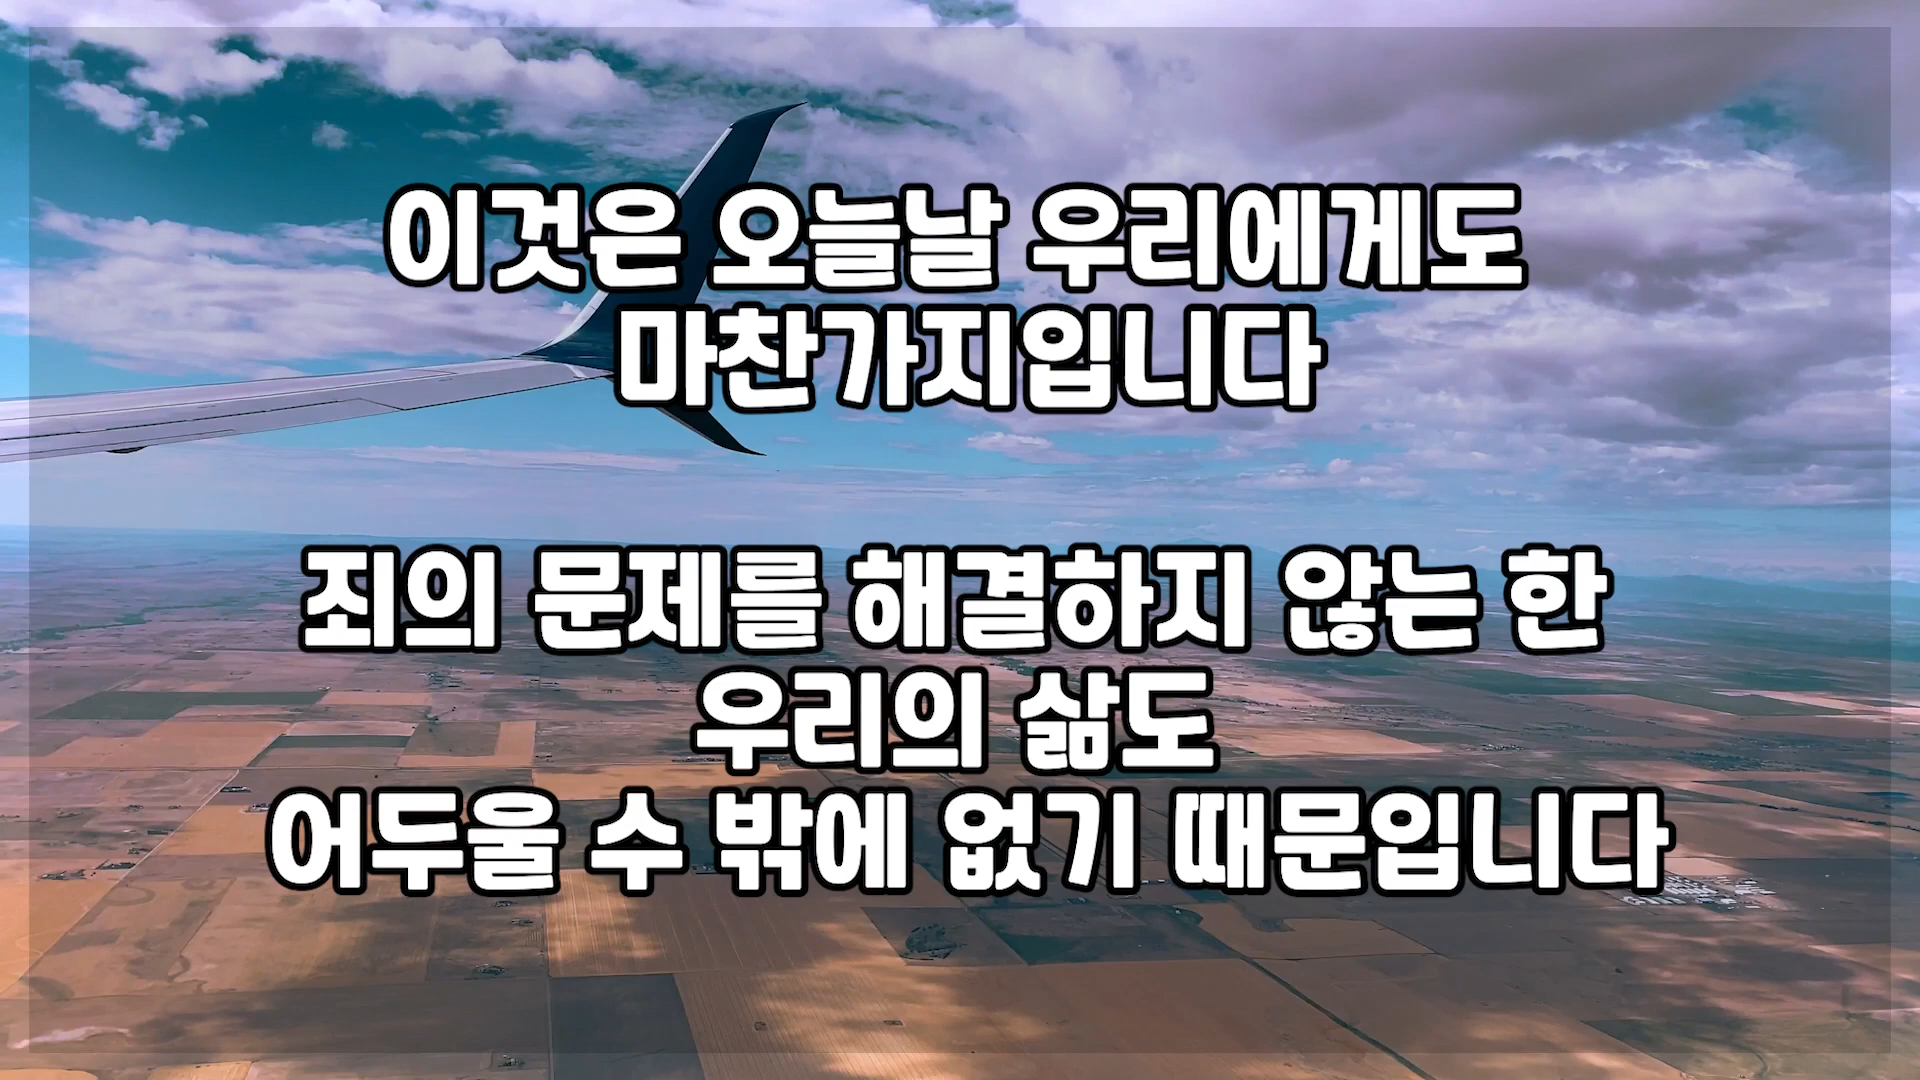 이것은 오늘날 우리에게도
마찬가지입니다
죄의 문제를 해결하지 않는 한
우리의 삶도
어두울 수 밖에 없기 때문입니다